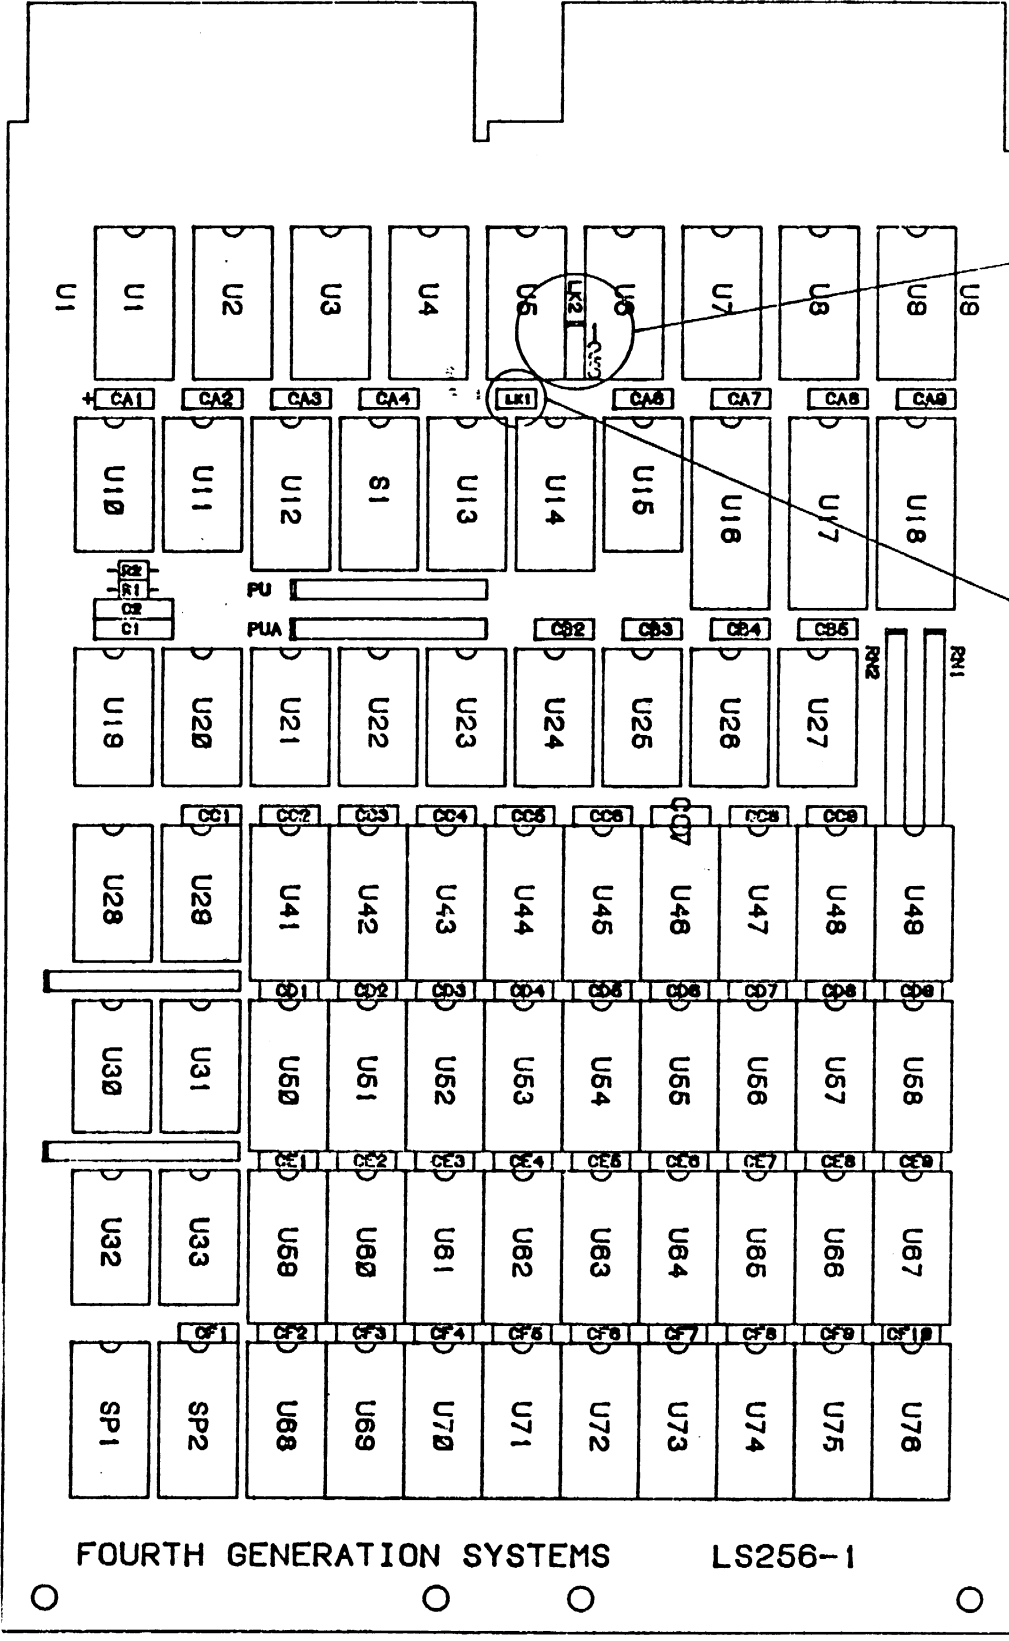 U1 U1 U2 U3 U4 U5 LK2 U6 U7 U8 U9 U9
+ CA1 CA2 CA3 CA4 LK1 CA6 CA7 CA8 CA9
U10 U11 U12 S1 U13 U14 U15 U16 U17 U18
R2
R1
C2
C1
PU
PUA
CB2 CB3 CB4 CB5
RN2 RN1
U19 U20 U21 U22 U23 U24 U25 U26 U27
CC1 CC2 CC3 CC4 CC5 CC6 CC7 CC8 CC9
U28 U29 U41 U42 U43 U44 U45 U46 U47 U48 U49
CD1 CD2 CD3 CD4 CD5 CD6 CD7 CD8 CD9
U30 U31 U50 U51 U52 U53 U54 U55 U56 U57 U58
CE1 CE2 CE3 CE4 CE5 CE6 CE7 CE8 CE9
U32 U33 U59 U60 U61 U62 U63 U64 U65 U66 U67
CF1 CF2 CF3 CF4 CF5 CF6 CF7 CF8 CF9 CF10
SP1 SP2 U68 U69 U70 U71 U72 U73 U74 U75 U76
FOURTH GENERATION SYSTEMS LS256-1